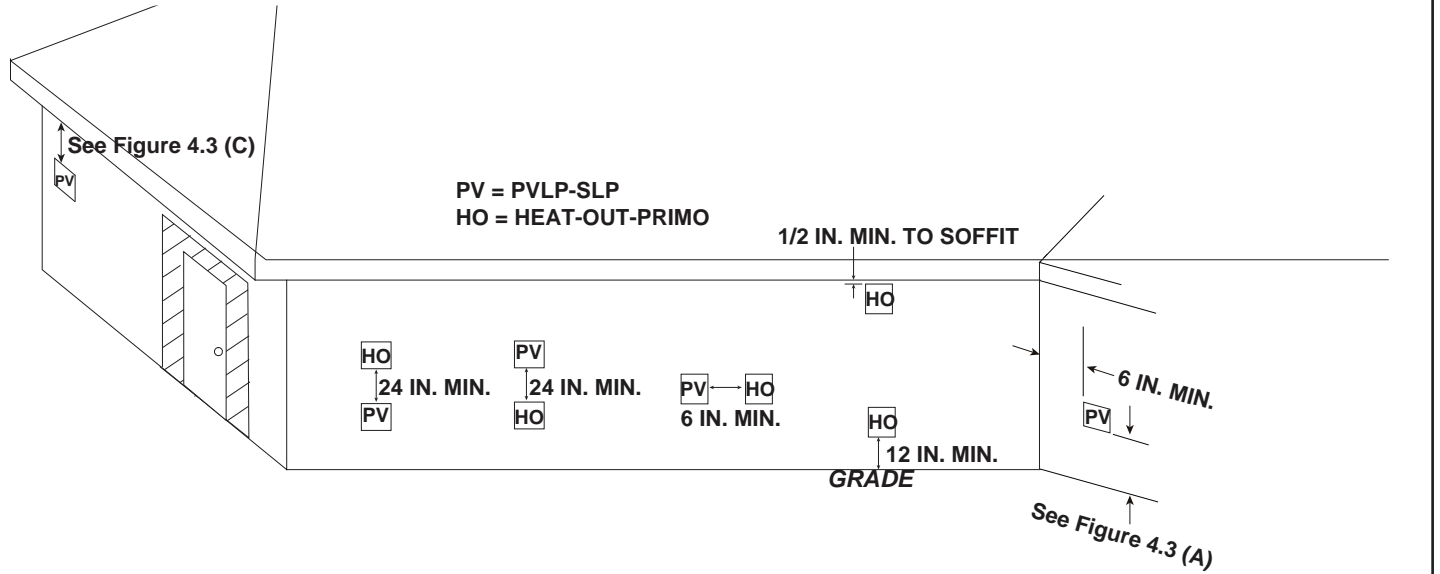 See Figure 4.3 (C)
PV
PV = PVLP-SLP
HO = HEAT-OUT-PRIMO
1/2 IN. MIN. TO SOFFIT
HO
HO
24 IN. MIN.
PV
PV
24 IN. MIN.
HO
PV
HO
6 IN. MIN.
HO
12 IN. MIN.
GRADE
6 IN. MIN.
PV
See Figure 4.3 (A)